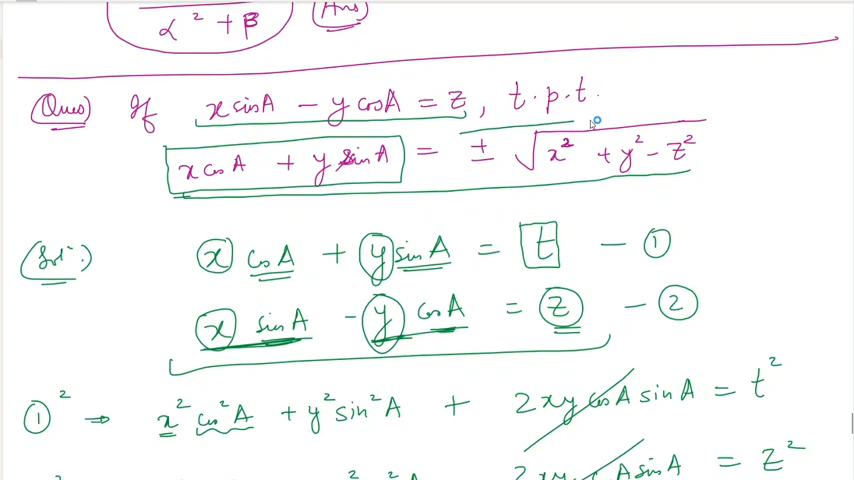 α² + β (Ans)
Ques) If x sinA - y cosA = z, t.p.t.
x cosA + y sinA = ± √x² + y² - z²
(Sol:) x cosA + y sinA = t - ①
x sinA - y cosA = z - ②
①² → x² cos²A + y² sin²A + 2xy cosA sinA = t²
2xy cosA sinA = z²